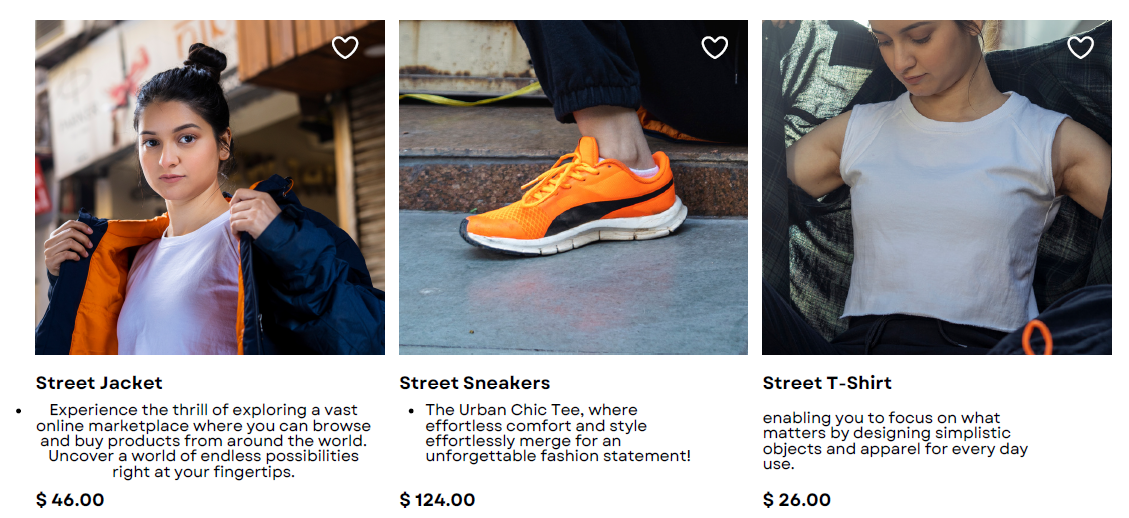 Street Jacket
• Experience the thrill of exploring a vast
online marketplace where you can browse
and buy products from around the world.
Uncover a world of endless possibilities
right at your fingertips.
$ 46.00
Street Sneakers
• The Urban Chic Tee, where
effortless comfort and style
effortlessly merge for an
unforgettable fashion statement!
$ 124.00
Street T-Shirt
enabling you to focus on what
matters by designing simplistic
objects and apparel for every day
use.
$ 26.00